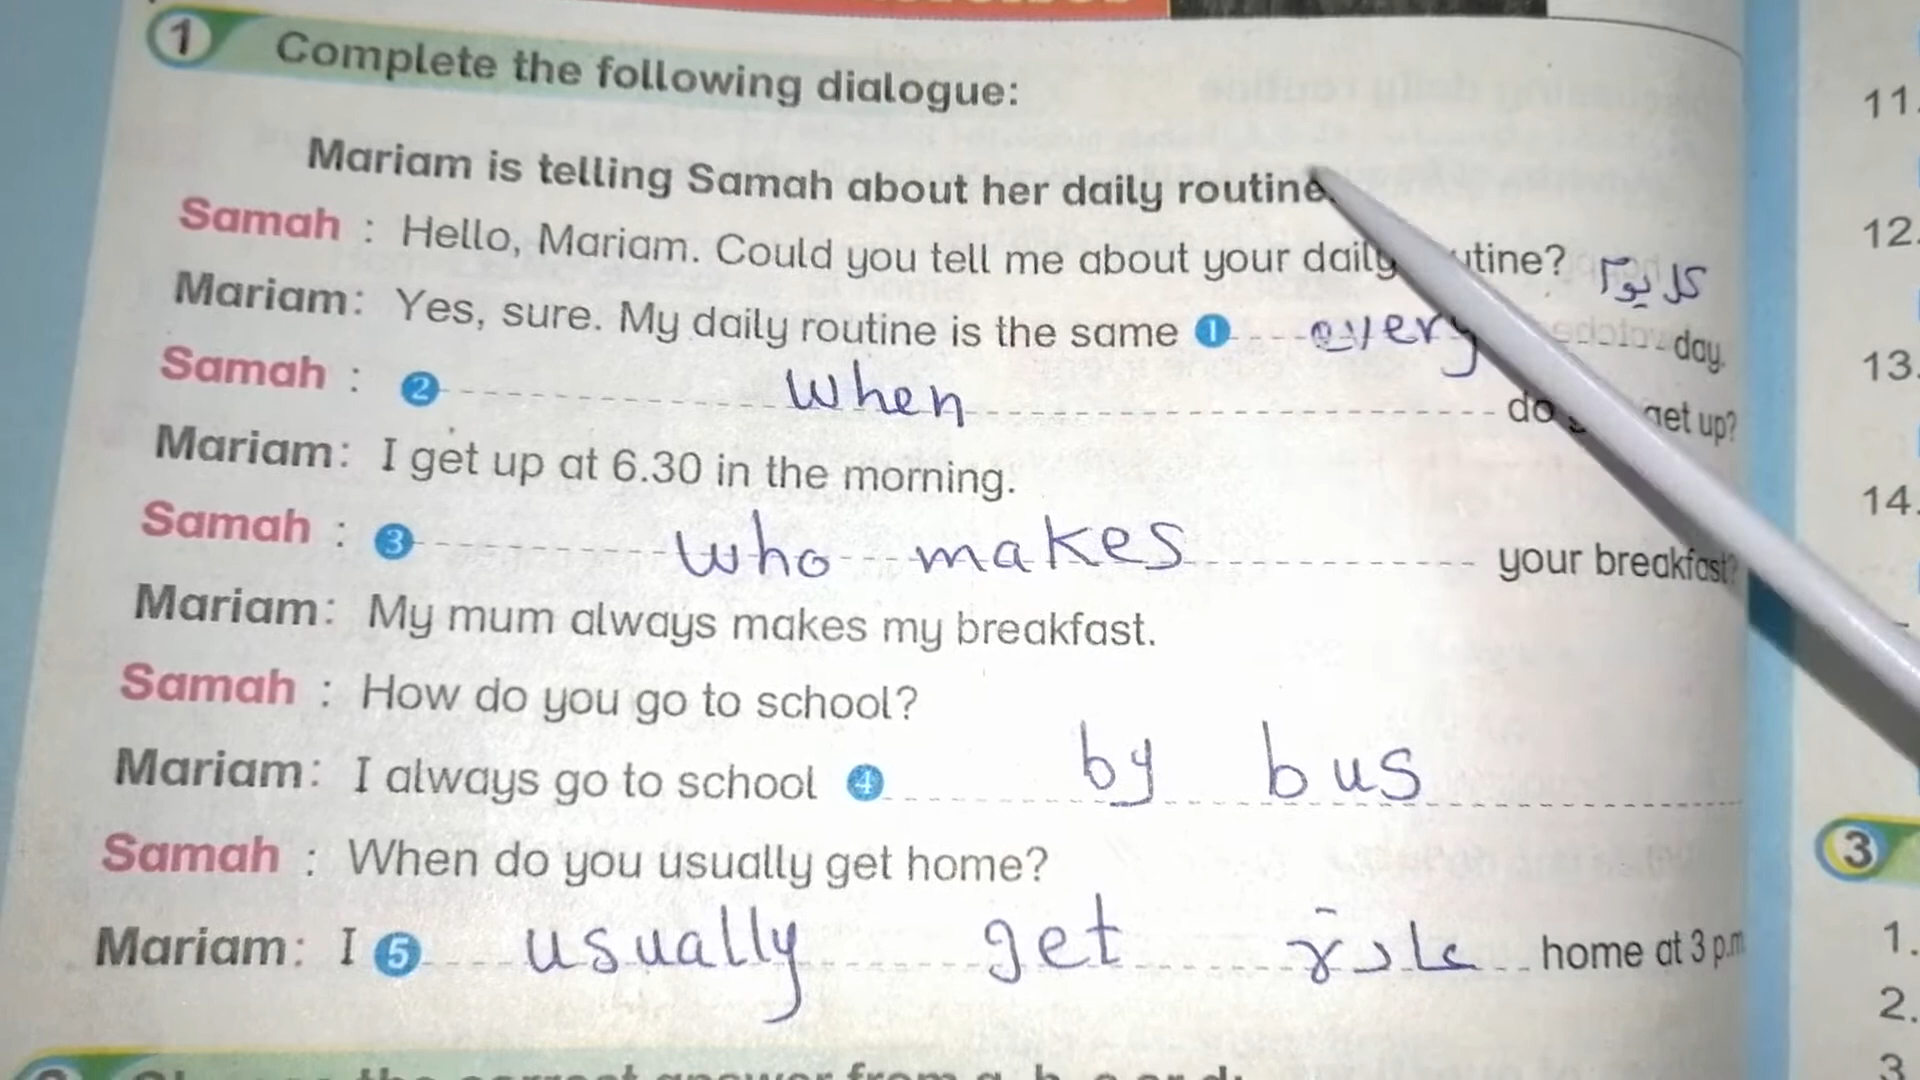 1 Complete the following dialogue:
Mariam is telling Samah about her daily routine.
Samah : Hello, Mariam. Could you tell me about your daily utine? كل يوم
Mariam: Yes, sure. My daily routine is the same 1 every day.
Samah : 2 when do get up?
Mariam: I get up at 6.30 in the morning.
Samah : 3 who makes your breakfast?
Mariam: My mum always makes my breakfast.
Samah : How do you go to school?
Mariam: I always go to school 4 by bus
Samah : When do you usually get home?
Mariam: I 5 usually get عادة home at 3 p.m
11.
12.
13.
14.
3
1.
2.
3